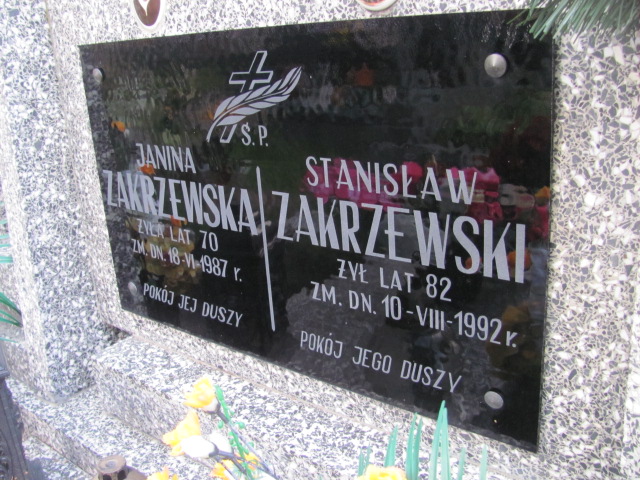 Ś.P.
JANINA
ZAKRZEWSKA
ŻYŁA LAT 70
ZM. DN. 18-VI-1987 r.
POKÓJ JEJ DUSZY
STANISŁAW
ZAKRZEWSKI
ŻYŁ LAT 82
ZM. DN. 10-VIII-1992 r.
POKÓJ JEGO DUSZY